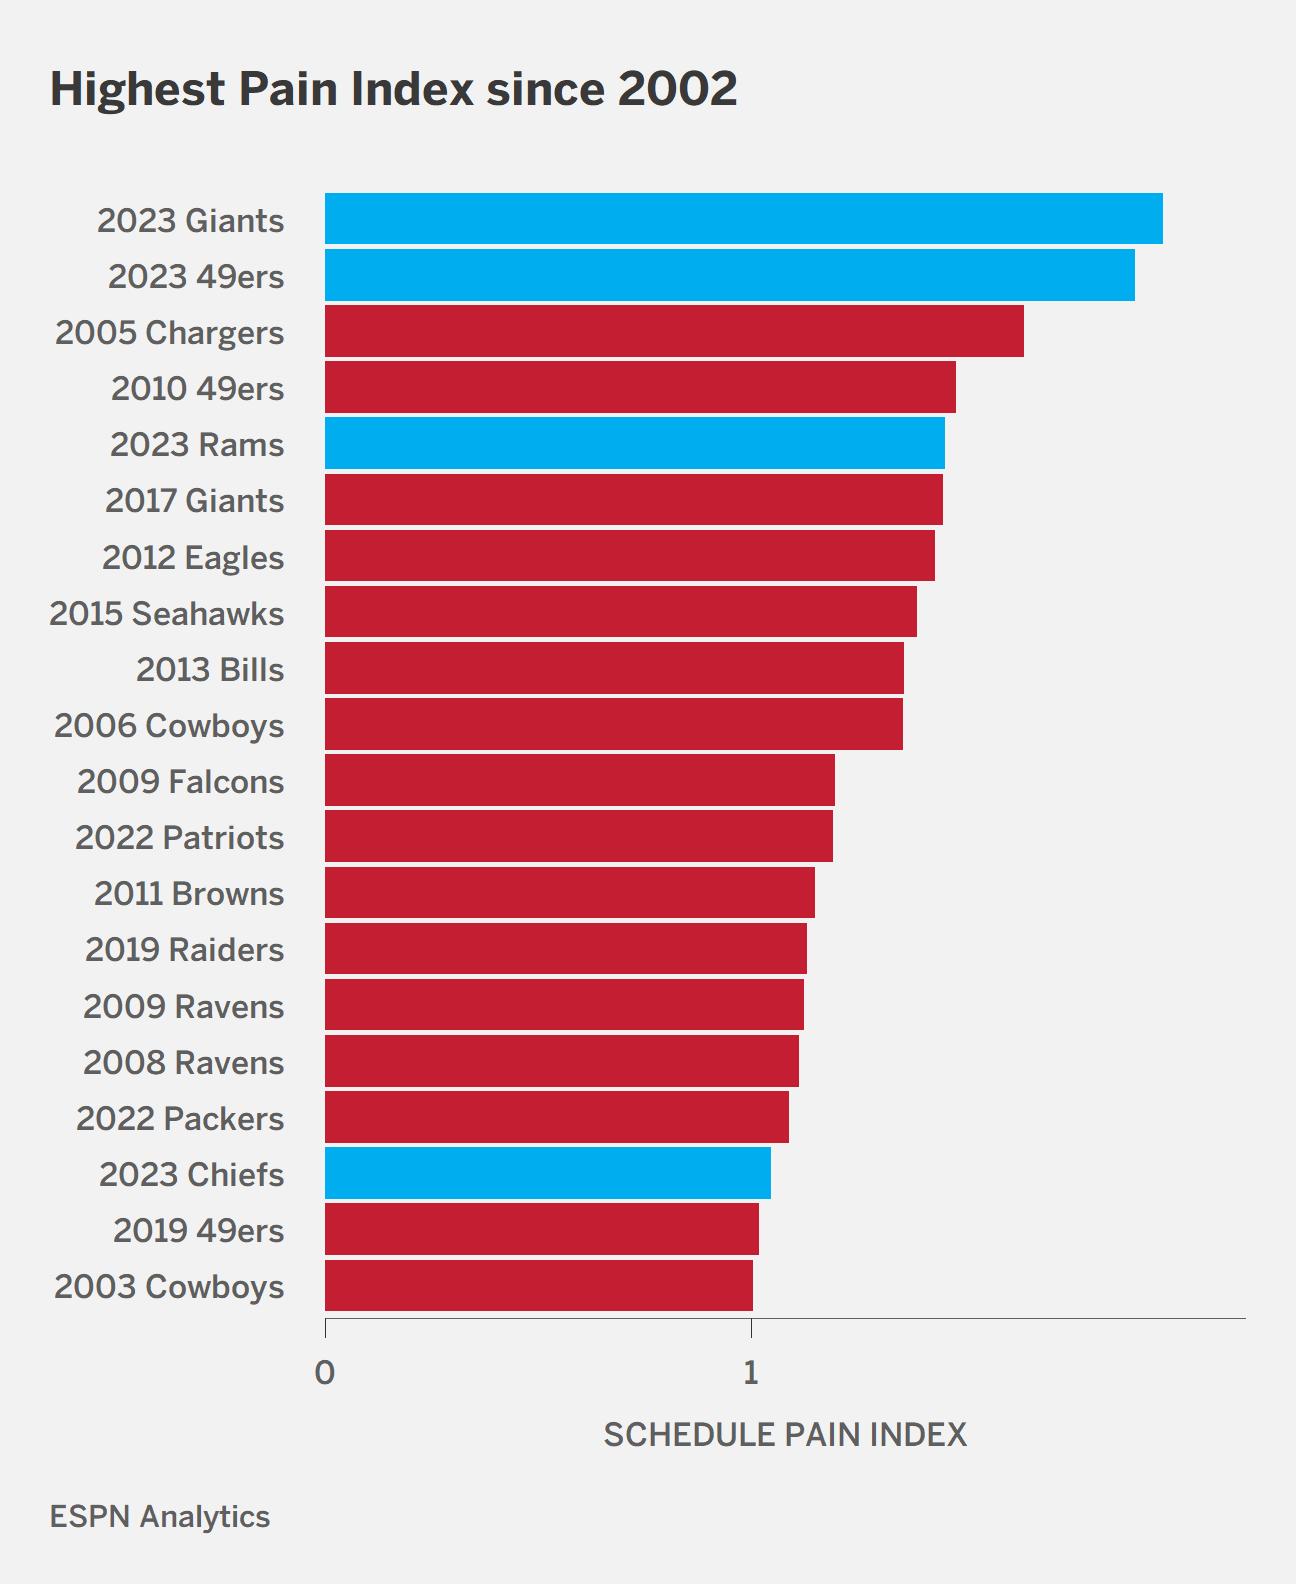 Highest Pain Index since 2002
2023 Giants
2023 49ers
2005 Chargers
2010 49ers
2023 Rams
2017 Giants
2012 Eagles
2015 Seahawks
2013 Bills
2006 Cowboys
2009 Falcons
2022 Patriots
2011 Browns
2019 Raiders
2009 Ravens
2008 Ravens
2022 Packers
2023 Chiefs
2019 49ers
2003 Cowboys
0 1
SCHEDULE PAIN INDEX
ESPN Analytics